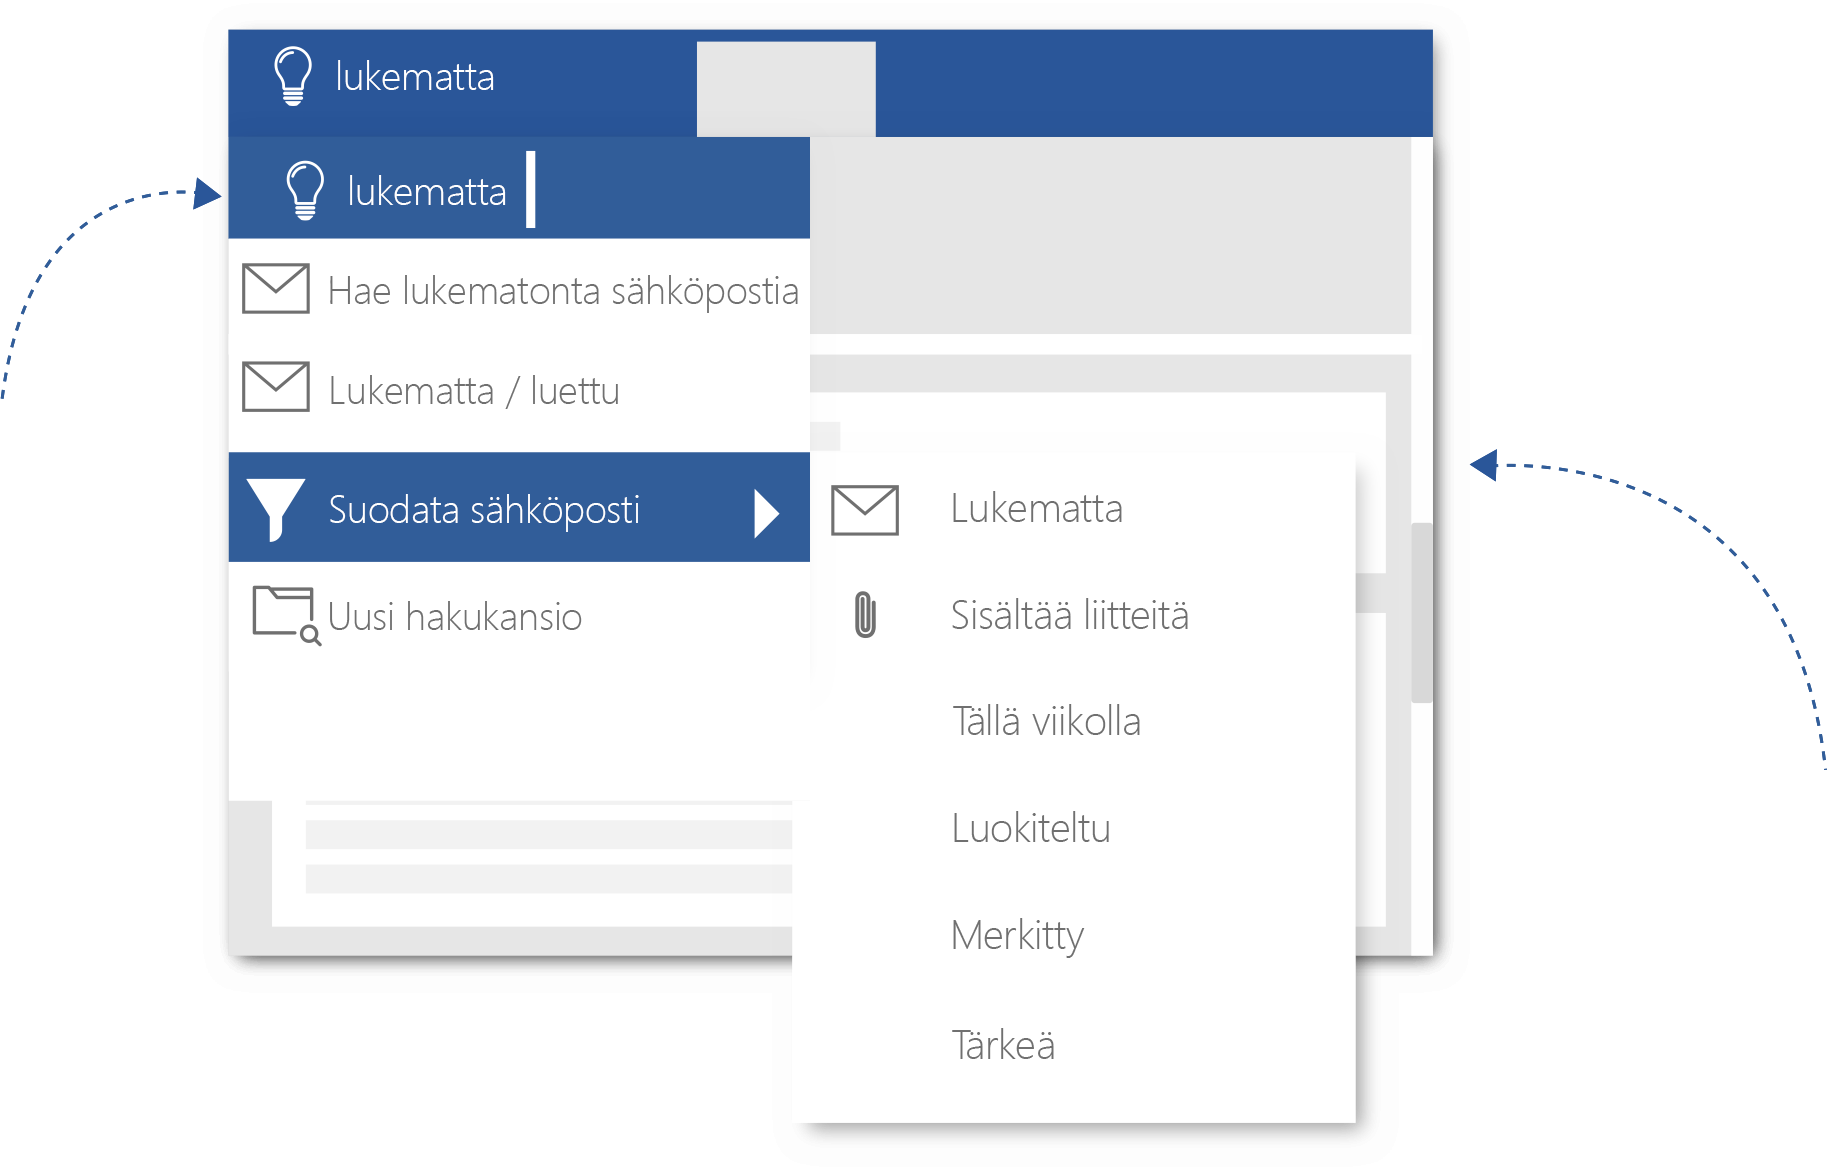 lukematta
lukematta
Hae lukematonta sähköpostia
Lukematta / luettu
Suodata sähköposti
Uusi hakukansio
Lukematta
Sisältää liitteitä
Tällä viikolla
Luokiteltu
Merkitty
Tärkeä